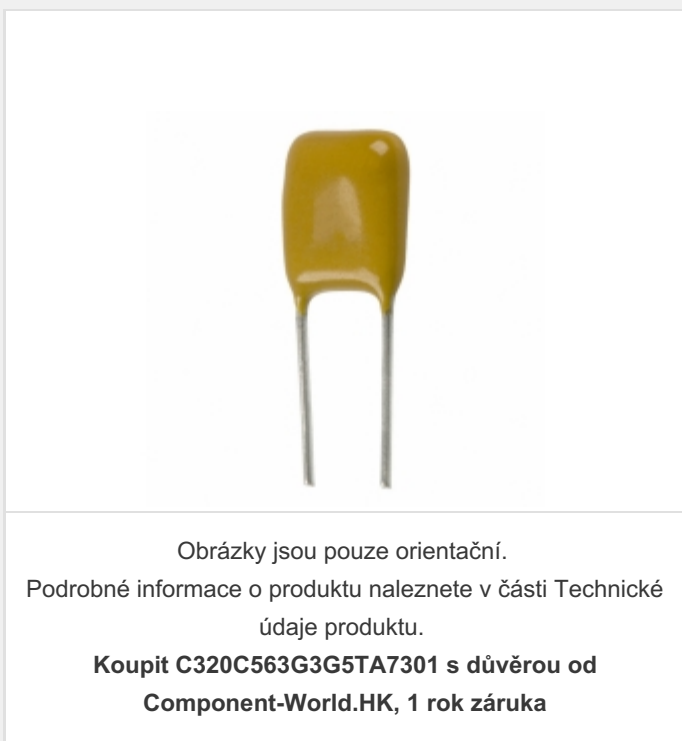 Obrázky jsou pouze orientační.
Podrobné informace o produktu naleznete v části Technické
údaje produktu.
Koupit C320C563G3G5TA7301 s důvěrou od
Component-World.HK, 1 rok záruka